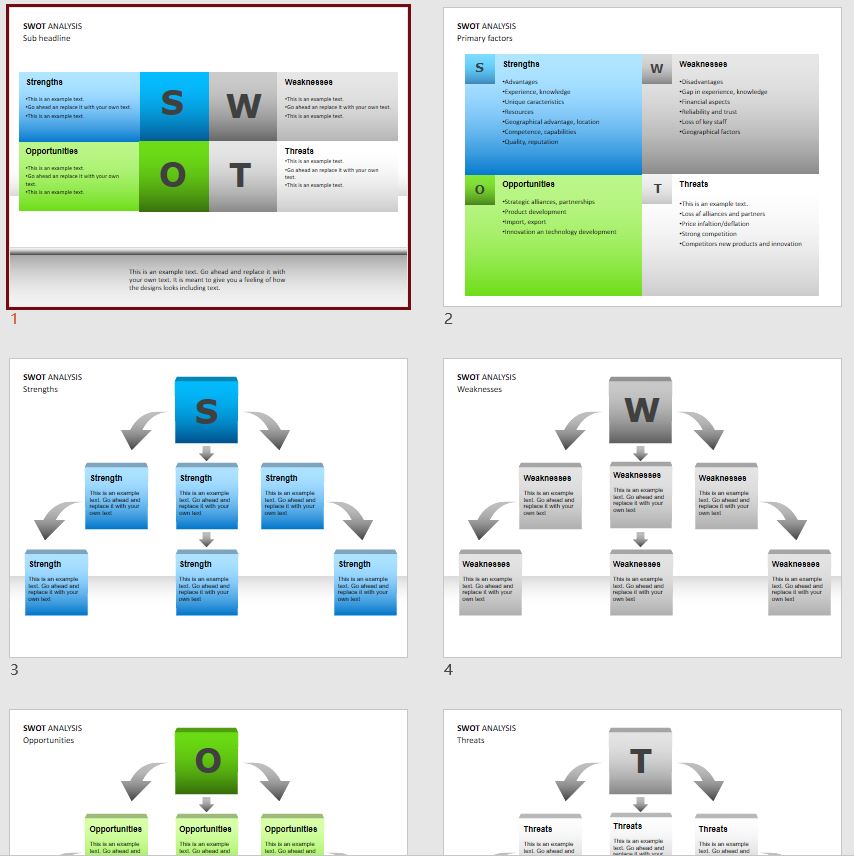 SWOT ANALYSIS
Sub headline
Strengths
•This is an example text.
•Go ahead an replace it with your own text.
•This is an example text.
S
W
Weaknesses
•This is an example text.
•Go ahead an replace it with your own text.
•This is an example text.
Opportunities
•This is an example text.
•Go ahead an replace it with your own
text.
•This is an example text.
O
T
Threats
•This is an example text.
•Go ahead an replace it with your own
text.
•This is an example text.
This is an example text. Go ahead and replace it with
your own text. It is meant to give you a feeling of how
the designs looks including text.
1
SWOT ANALYSIS
Primary factors
S
Strengths
•Advantages
•Experience, knowledge
•Unique caracteristics
•Resources
•Geographical advantage, location
•Competence, capabilities
•Quality, reputation
W
Weaknesses
•Disadvantages
•Gap in experience, knowledge
•Financial aspects
•Reliability and trust
•Loss of key staff
•Geographical factors
O
Opportunities
•Strategic alliances, partnerships
•Product development
•Import, export
•Innovation an technology development
T
Threats
•This is an example text.
•Loss af alliances and partners
•Price infaltion/deflation
•Strong competition
•Competitors new products and innovation
2
SWOT ANALYSIS
Strengths
S
Strength
This is an example
text. Go ahead and
replace it with your
own text
Strength
This is an example
text. Go ahead and
replace it with your
own text
Strength
This is an example
text. Go ahead and
replace it with your
own text
Strength
This is an example
text. Go ahead and
replace it with your
own text
Strength
This is an example
text. Go ahead and
replace it with your
own text
Strength
This is an example
text. Go ahead and
replace it with your
own text
3
SWOT ANALYSIS
Weaknesses
W
Weaknesses
This is an example
text. Go ahead and
replace it with your
own text
Weaknesses
This is an example
text. Go ahead and
replace it with your
own text
Weaknesses
This is an example
text. Go ahead and
replace it with your
own text
Weaknesses
This is an example
text. Go ahead and
replace it with your
own text
Weaknesses
This is an example
text. Go ahead and
replace it with your
own text
Weaknesses
This is an example
text. Go ahead and
replace it with your
own text
4
SWOT ANALYSIS
Opportunities
O
Opportunities
This is an example
text. Go ahead and
Opportunities
This is an example
text. Go ahead and
Opportunities
This is an example
text. Go ahead and
SWOT ANALYSIS
Threats
T
Threats
This is an example
text. Go ahead and
Threats
This is an example
text. Go ahead and
replace it with your
Threats
This is an example
text. Go ahead and